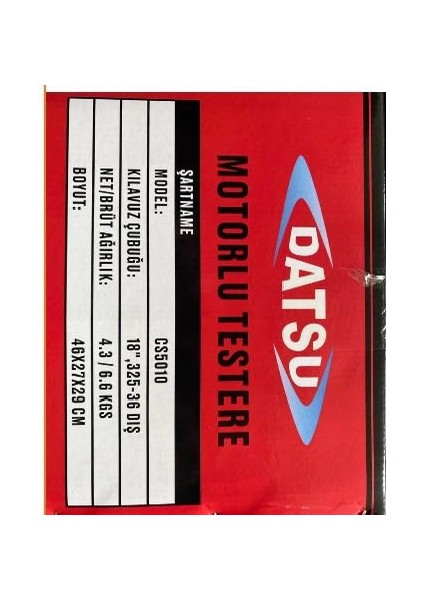 DATSU
MOTORLU TESTERE
ŞARTNAME
MODEL: CS5010
KILAVUZ ÇUBUĞU: 18",325-36 DIŞ
NET/BRÜT AĞIRLIK: 4.3 / 6.6 KGS
BOYUT: 46X27X29 CM